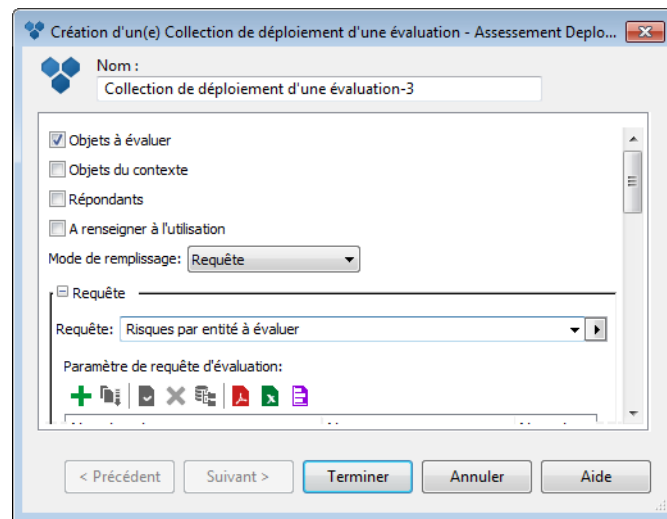 Création d'un(e) Collection de déploiement d'une évaluation - Assessement Deplo...
Nom :
Collection de déploiement d'une évaluation-3
Objets à évaluer
Objets du contexte
Répondants
A renseigner à l'utilisation
Mode de remplissage: Requête
Requête
Requête: Risques par entité à évaluer
Paramètre de requête d'évaluation:
< Précédent Suivant > Terminer Annuler Aide